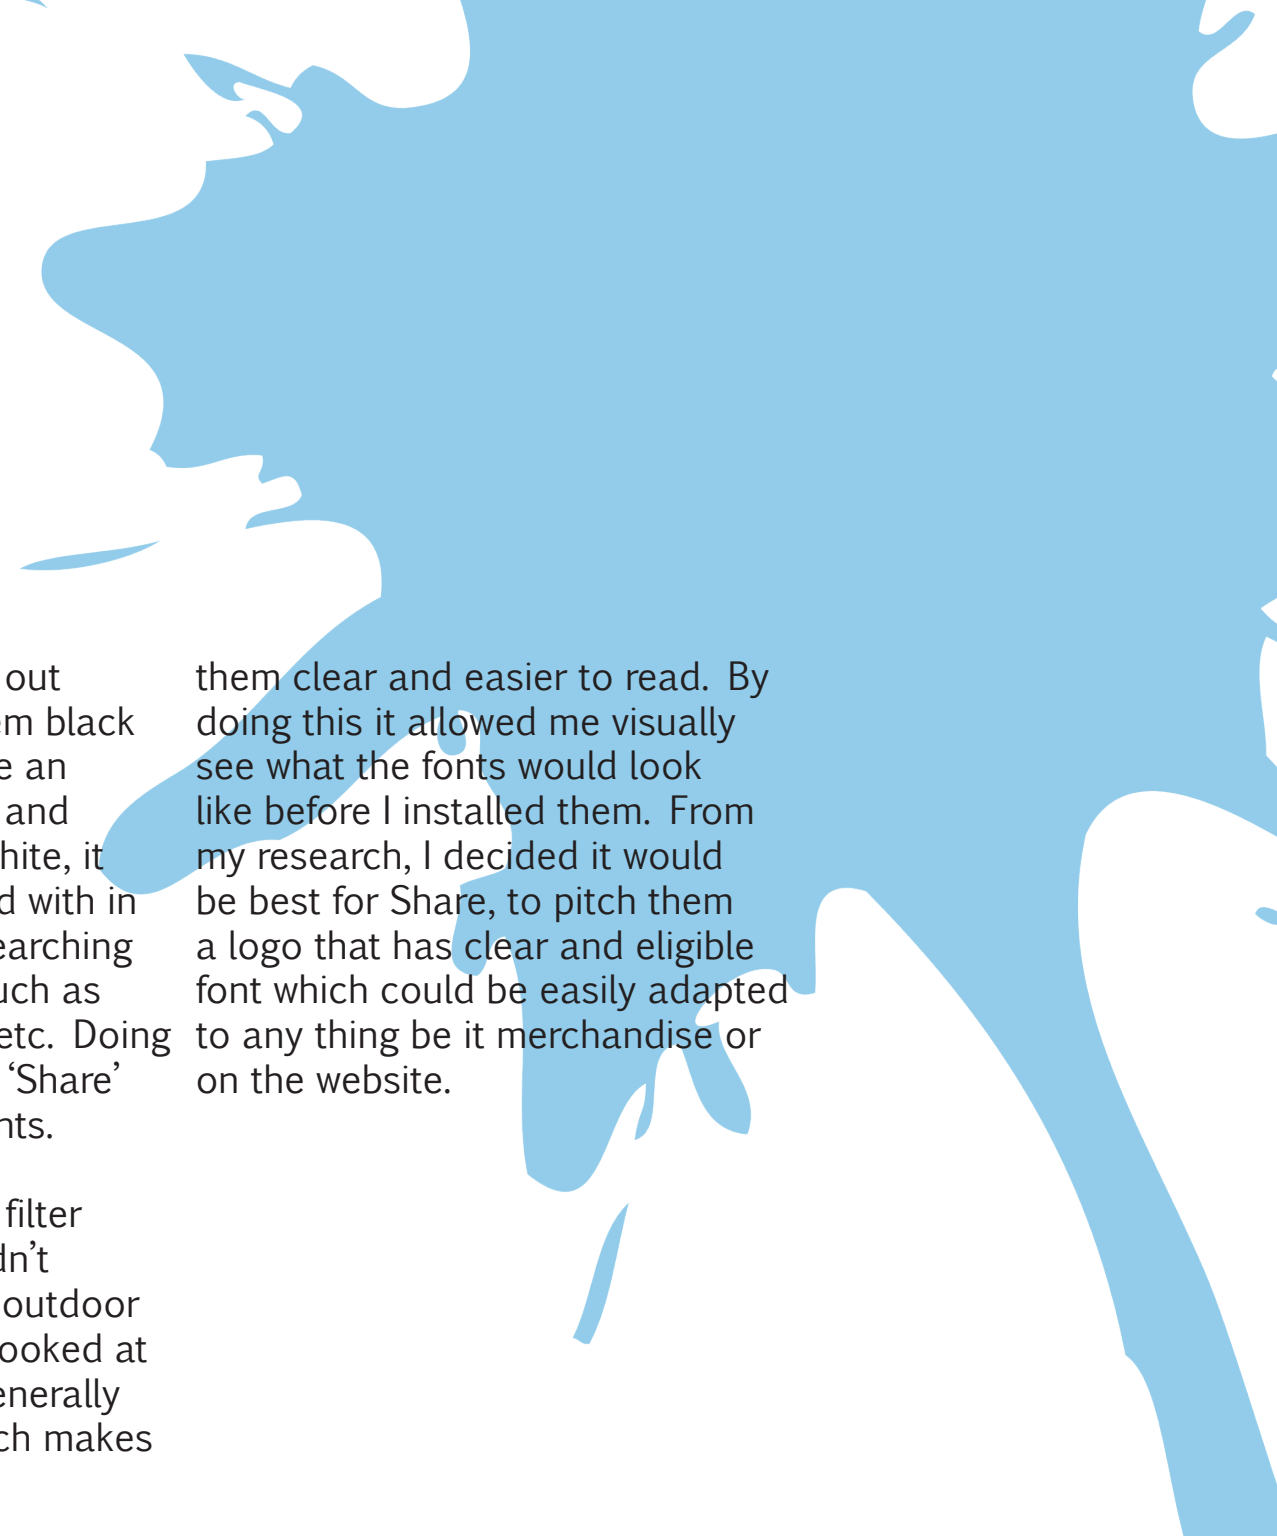 out
em black
e an
and
hite, it
d with in
earching
uch as
etc. Doing
‘Share’
nts.
filter
dn’t
outdoor
ooked at
enerally
ch makes
them clear and easier to read. By
doing this it allowed me visually
see what the fonts would look
like before I installed them. From
my research, I decided it would
be best for Share, to pitch them
a logo that has clear and eligible
font which could be easily adapted
to any thing be it merchandise or
on the website.